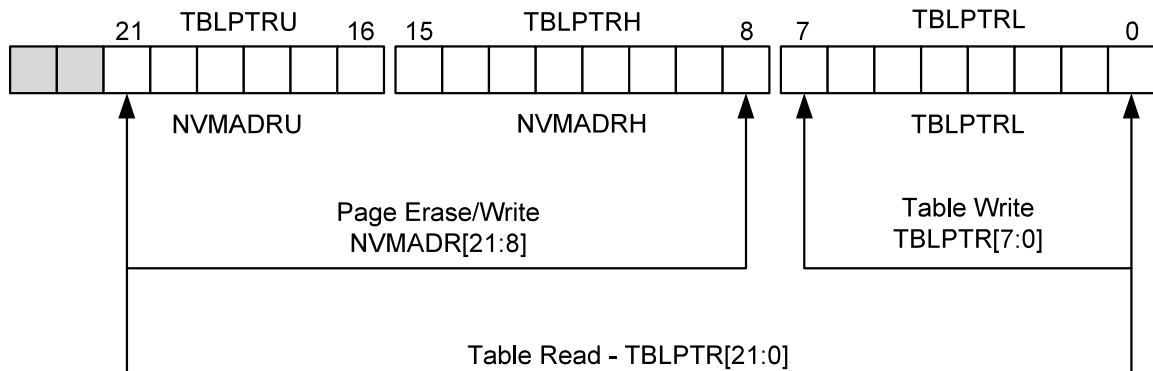 TBLPTRU TBLPTRH TBLPTRL
21 16 15 8 7 0
NVMADRU NVMADRH TBLPTRL
Page Erase/Write
NVMADR[21:8]
Table Write
TBLPTR[7:0]
Table Read - TBLPTR[21:0]